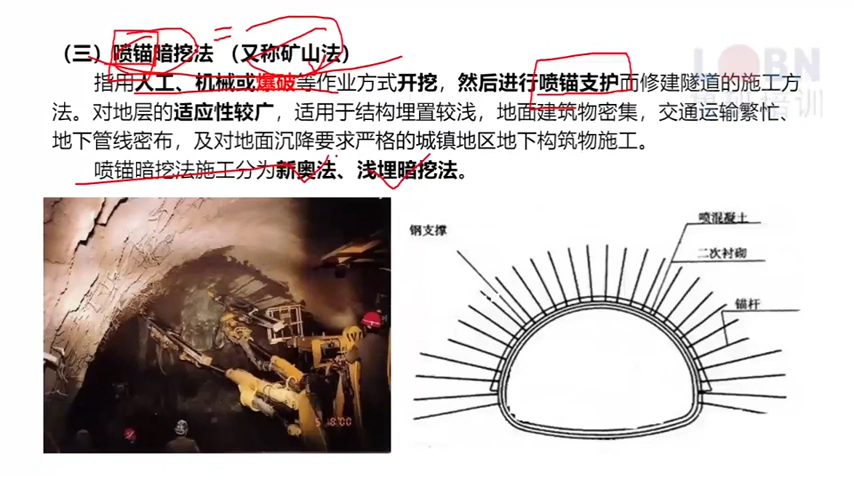 （三）喷锚暗挖法 （又称矿山法）
指用人工、机械或爆破等作业方式开挖，然后进行喷锚支护而修建隧道的施工方
法。对地层的适应性较广，适用于结构埋置较浅，地面建筑物密集，交通运输繁忙、
地下管线密布，及对地面沉降要求严格的城镇地区地下构筑物施工。
喷锚暗挖法施工分为新奥法、浅埋暗挖法。
钢支撑
喷混凝土
二次衬砌
锚杆